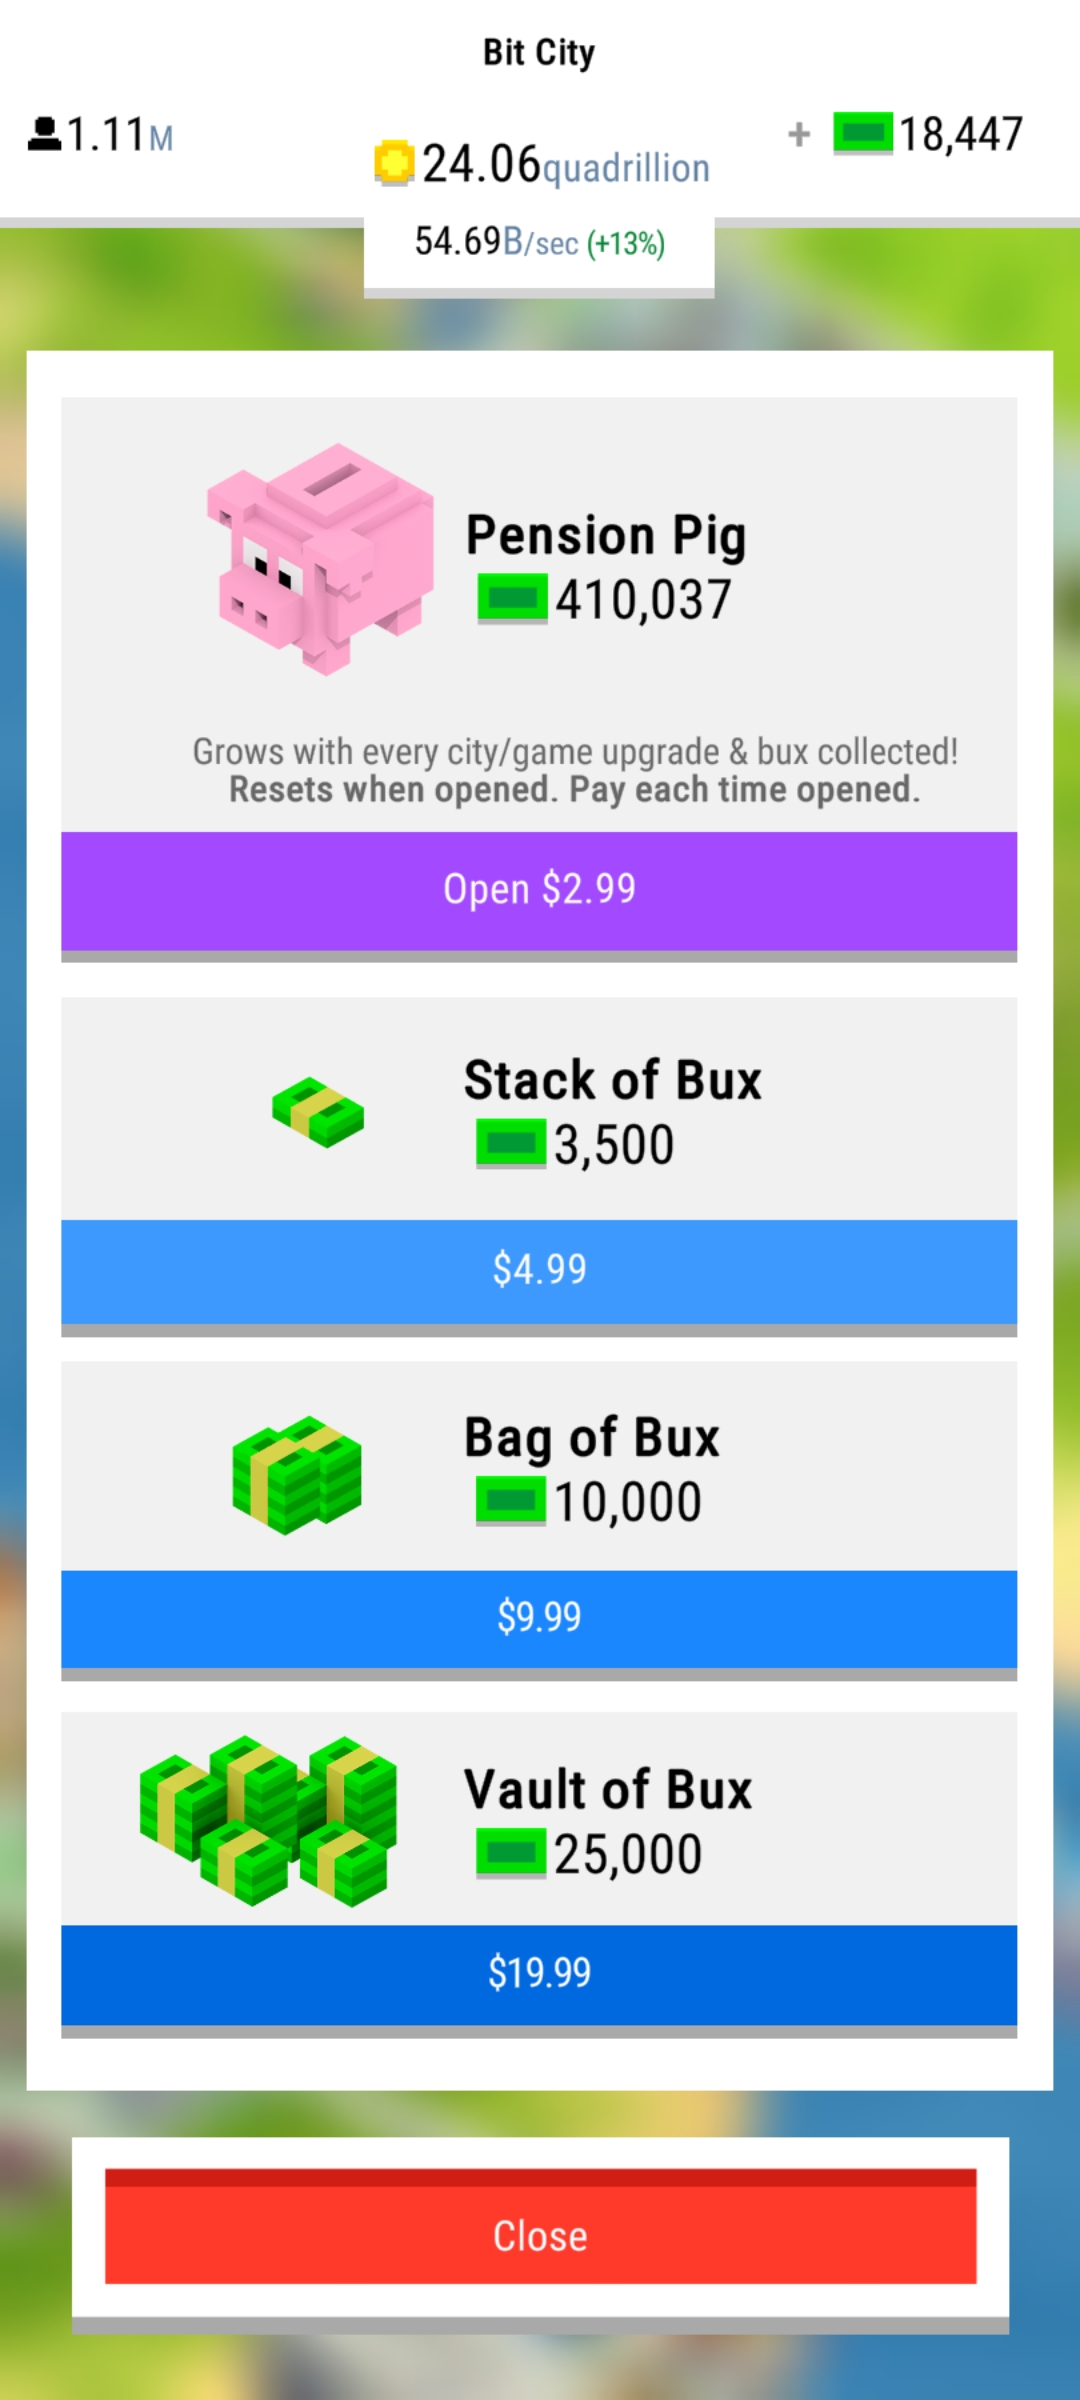 Bit City
1.11M
24.06quadrillion
+ 18,447
54.69B/sec (+13%)
Pension Pig
410,037
Grows with every city/game upgrade & bux collected!
Resets when opened. Pay each time opened.
Open $2.99
Stack of Bux
3,500
$4.99
Bag of Bux
10,000
$9.99
Vault of Bux
25,000
$19.99
Close